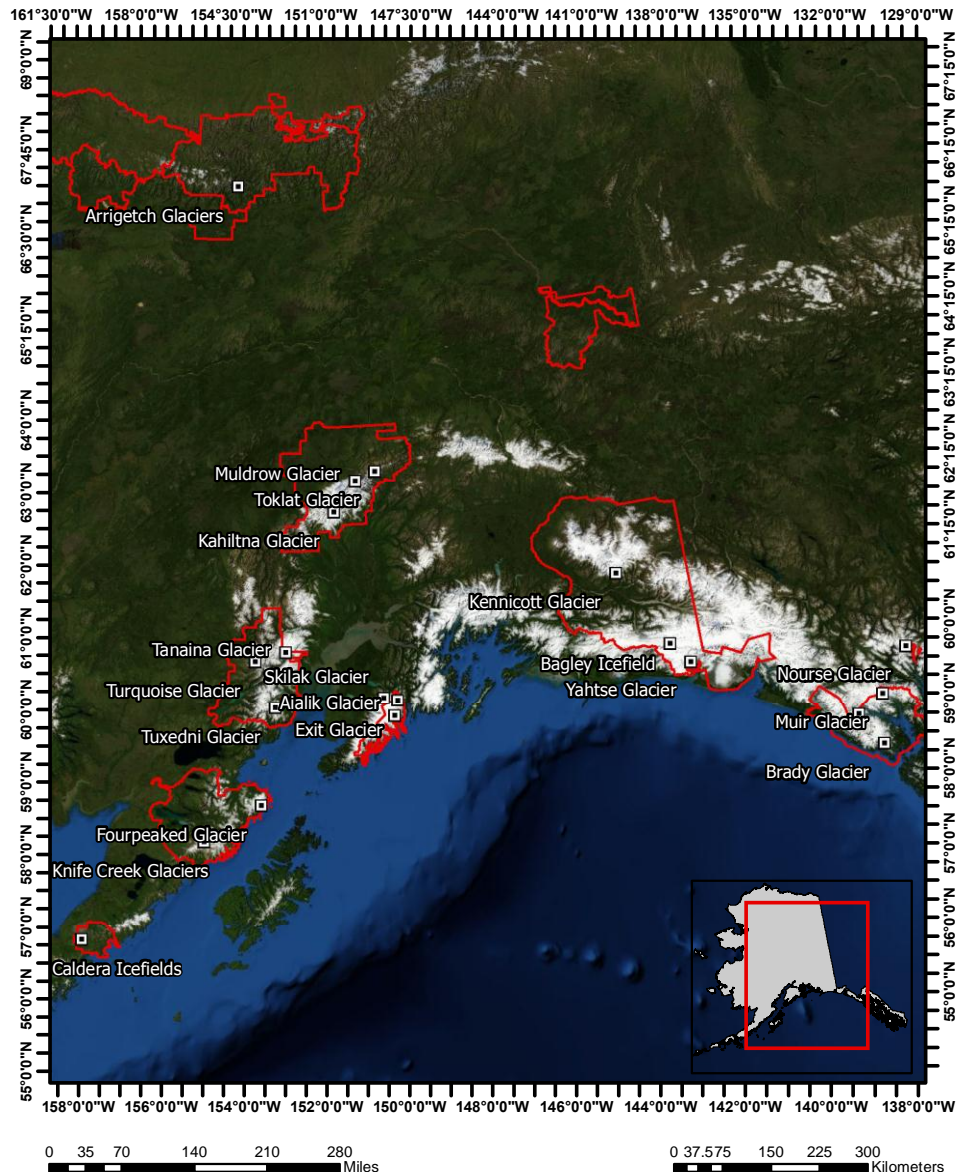 161°30'0"W 158°0'0"W 154°30'0"W 151°0'0"W 147°30'0"W 144°0'0"W 141°0'0"W 138°0'0"W 135°0'0"W 132°0'0"W 129°0'0"W
69°0'0"N
67°45'0"N
66°30'0"N
65°15'0"N
64°0'0"N
63°0'0"N
62°0'0"N
61°0'0"N
60°0'0"N
59°0'0"N
58°0'0"N
57°0'0"N
56°0'0"N
55°0'0"N
67°15'0"N
66°15'0"N
65°15'0"N
64°15'0"N
63°15'0"N
62°15'0"N
61°15'0"N
60°0'0"N
59°0'0"N
58°0'0"N
57°0'0"N
56°0'0"N
55°0'0"N
Arrigetch Glaciers
Muldrow Glacier
Toklat Glacier
Kahiltna Glacier
Kennicott Glacier
Tanaina Glacier
Bagley Icefield
Skilak Glacier
Nourse Glacier
Turquoise Glacier
Yahtse Glacier
Aialik Glacier
Muir Glacier
Exit Glacier
Tuxedni Glacier
Brady Glacier
Fourpeaked Glacier
Knife Creek Glaciers
Caldera Icefields
158°0'0"W 156°0'0"W 154°0'0"W 152°0'0"W 150°0'0"W 146°0'0"W 144°0'0"W 142°0'0"W 140°0'0"W 138°0'0"W
0 35 70 140 210 280 Miles
0 37.575 150 225 300 Kilometers